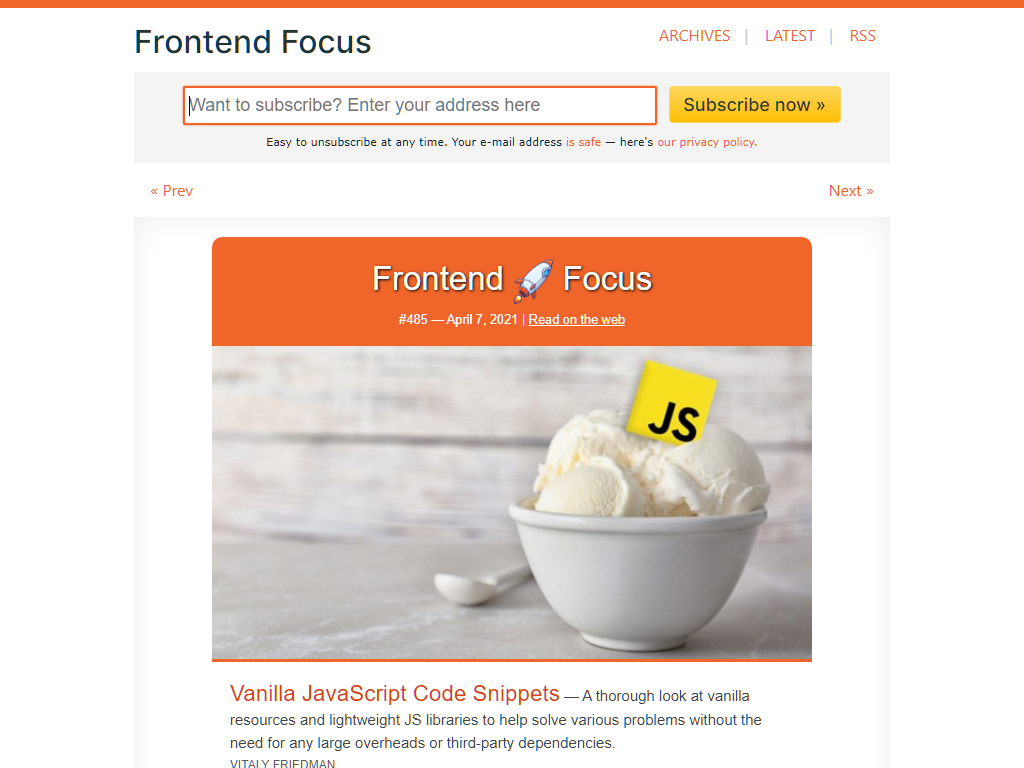 Frontend Focus
ARCHIVES | LATEST | RSS
Want to subscribe? Enter your address here
Subscribe now »
Easy to unsubscribe at any time. Your e-mail address is safe — here's our privacy policy.
« Prev
Next »
Frontend 🚀 Focus
#485 — April 7, 2021 | Read on the web
JS
Vanilla JavaScript Code Snippets — A thorough look at vanilla
resources and lightweight JS libraries to help solve various problems without the
need for any large overheads or third-party dependencies.
VITALY FRIEDMAN